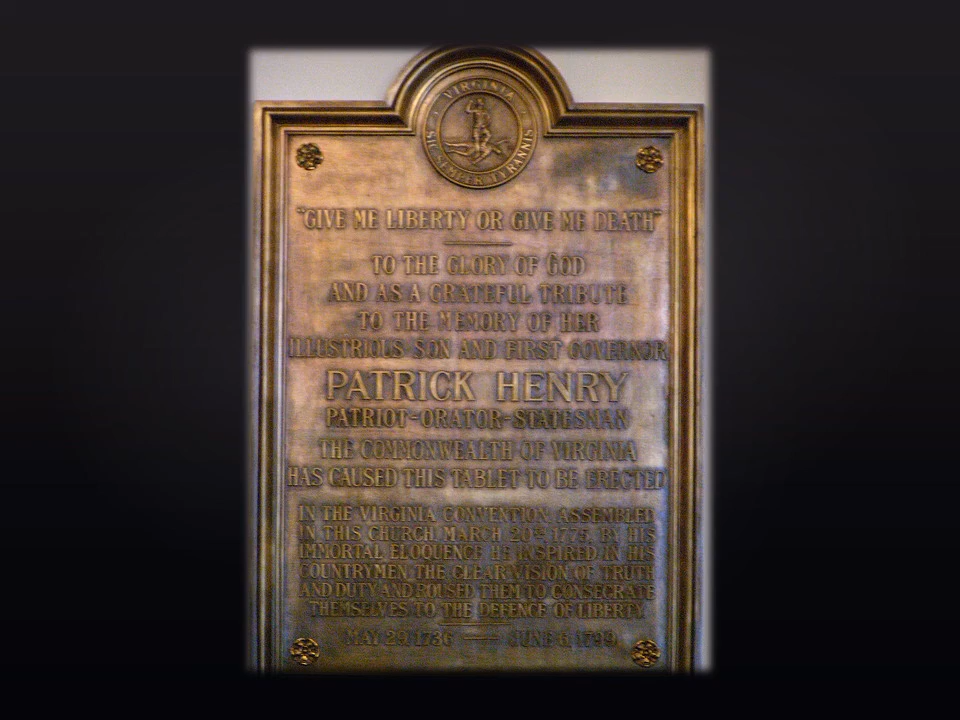 VIRGINIA
SIC SEMPER TYRANNIS
"GIVE ME LIBERTY OR GIVE ME DEATH"
TO THE GLORY OF GOD
AND AS A GRATEFUL TRIBUTE
TO THE MEMORY OF HER
ILLUSTRIOUS SON AND FIRST GOVERNOR
PATRICK HENRY
PATRIOT-ORATOR-STATESMAN
THE COMMONWEALTH OF VIRGINIA
HAS CAUSED THIS TABLET TO BE ERECTED
IN THE VIRGINIA CONVENTION, ASSEMBLED
IN THIS CHURCH, MARCH 20TH 1775, BY HIS
IMMORTAL ELOQUENCE HE INSPIRED IN HIS
COUNTRYMEN THE CLEAR VISION OF TRUTH
AND DUTY AND ROUSED THEM TO CONSECRATE
THEMSELVES TO THE DEFENCE OF LIBERTY.
MAY 29, 1736 — JUNE 6, 1799